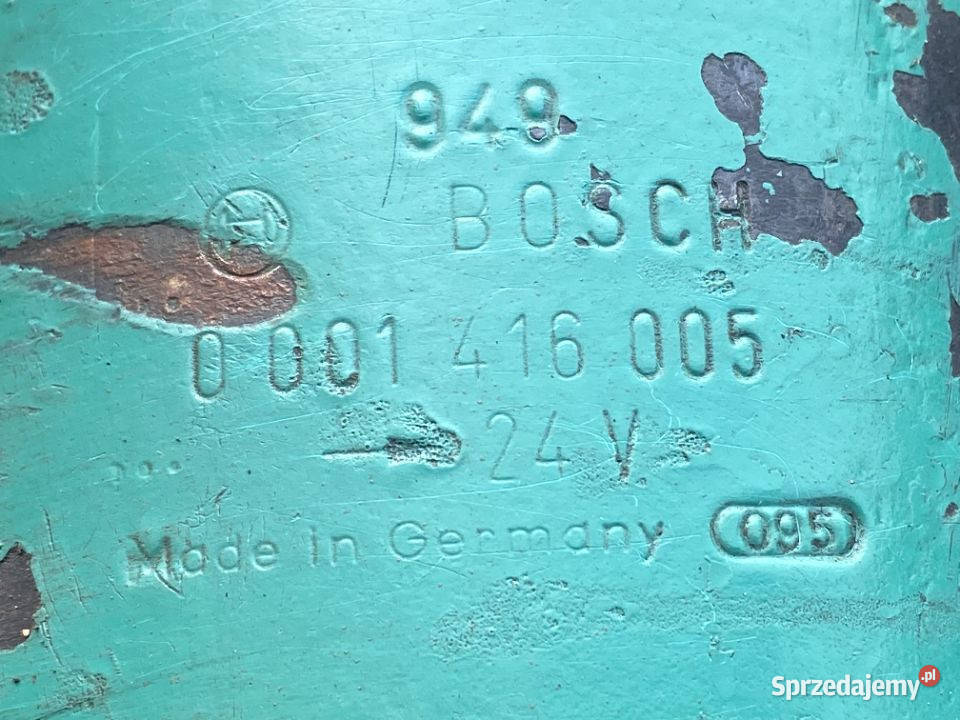 949
BOSCH
0 001 416 005
24 V
Made in Germany 095
Sprzedajemy.pl